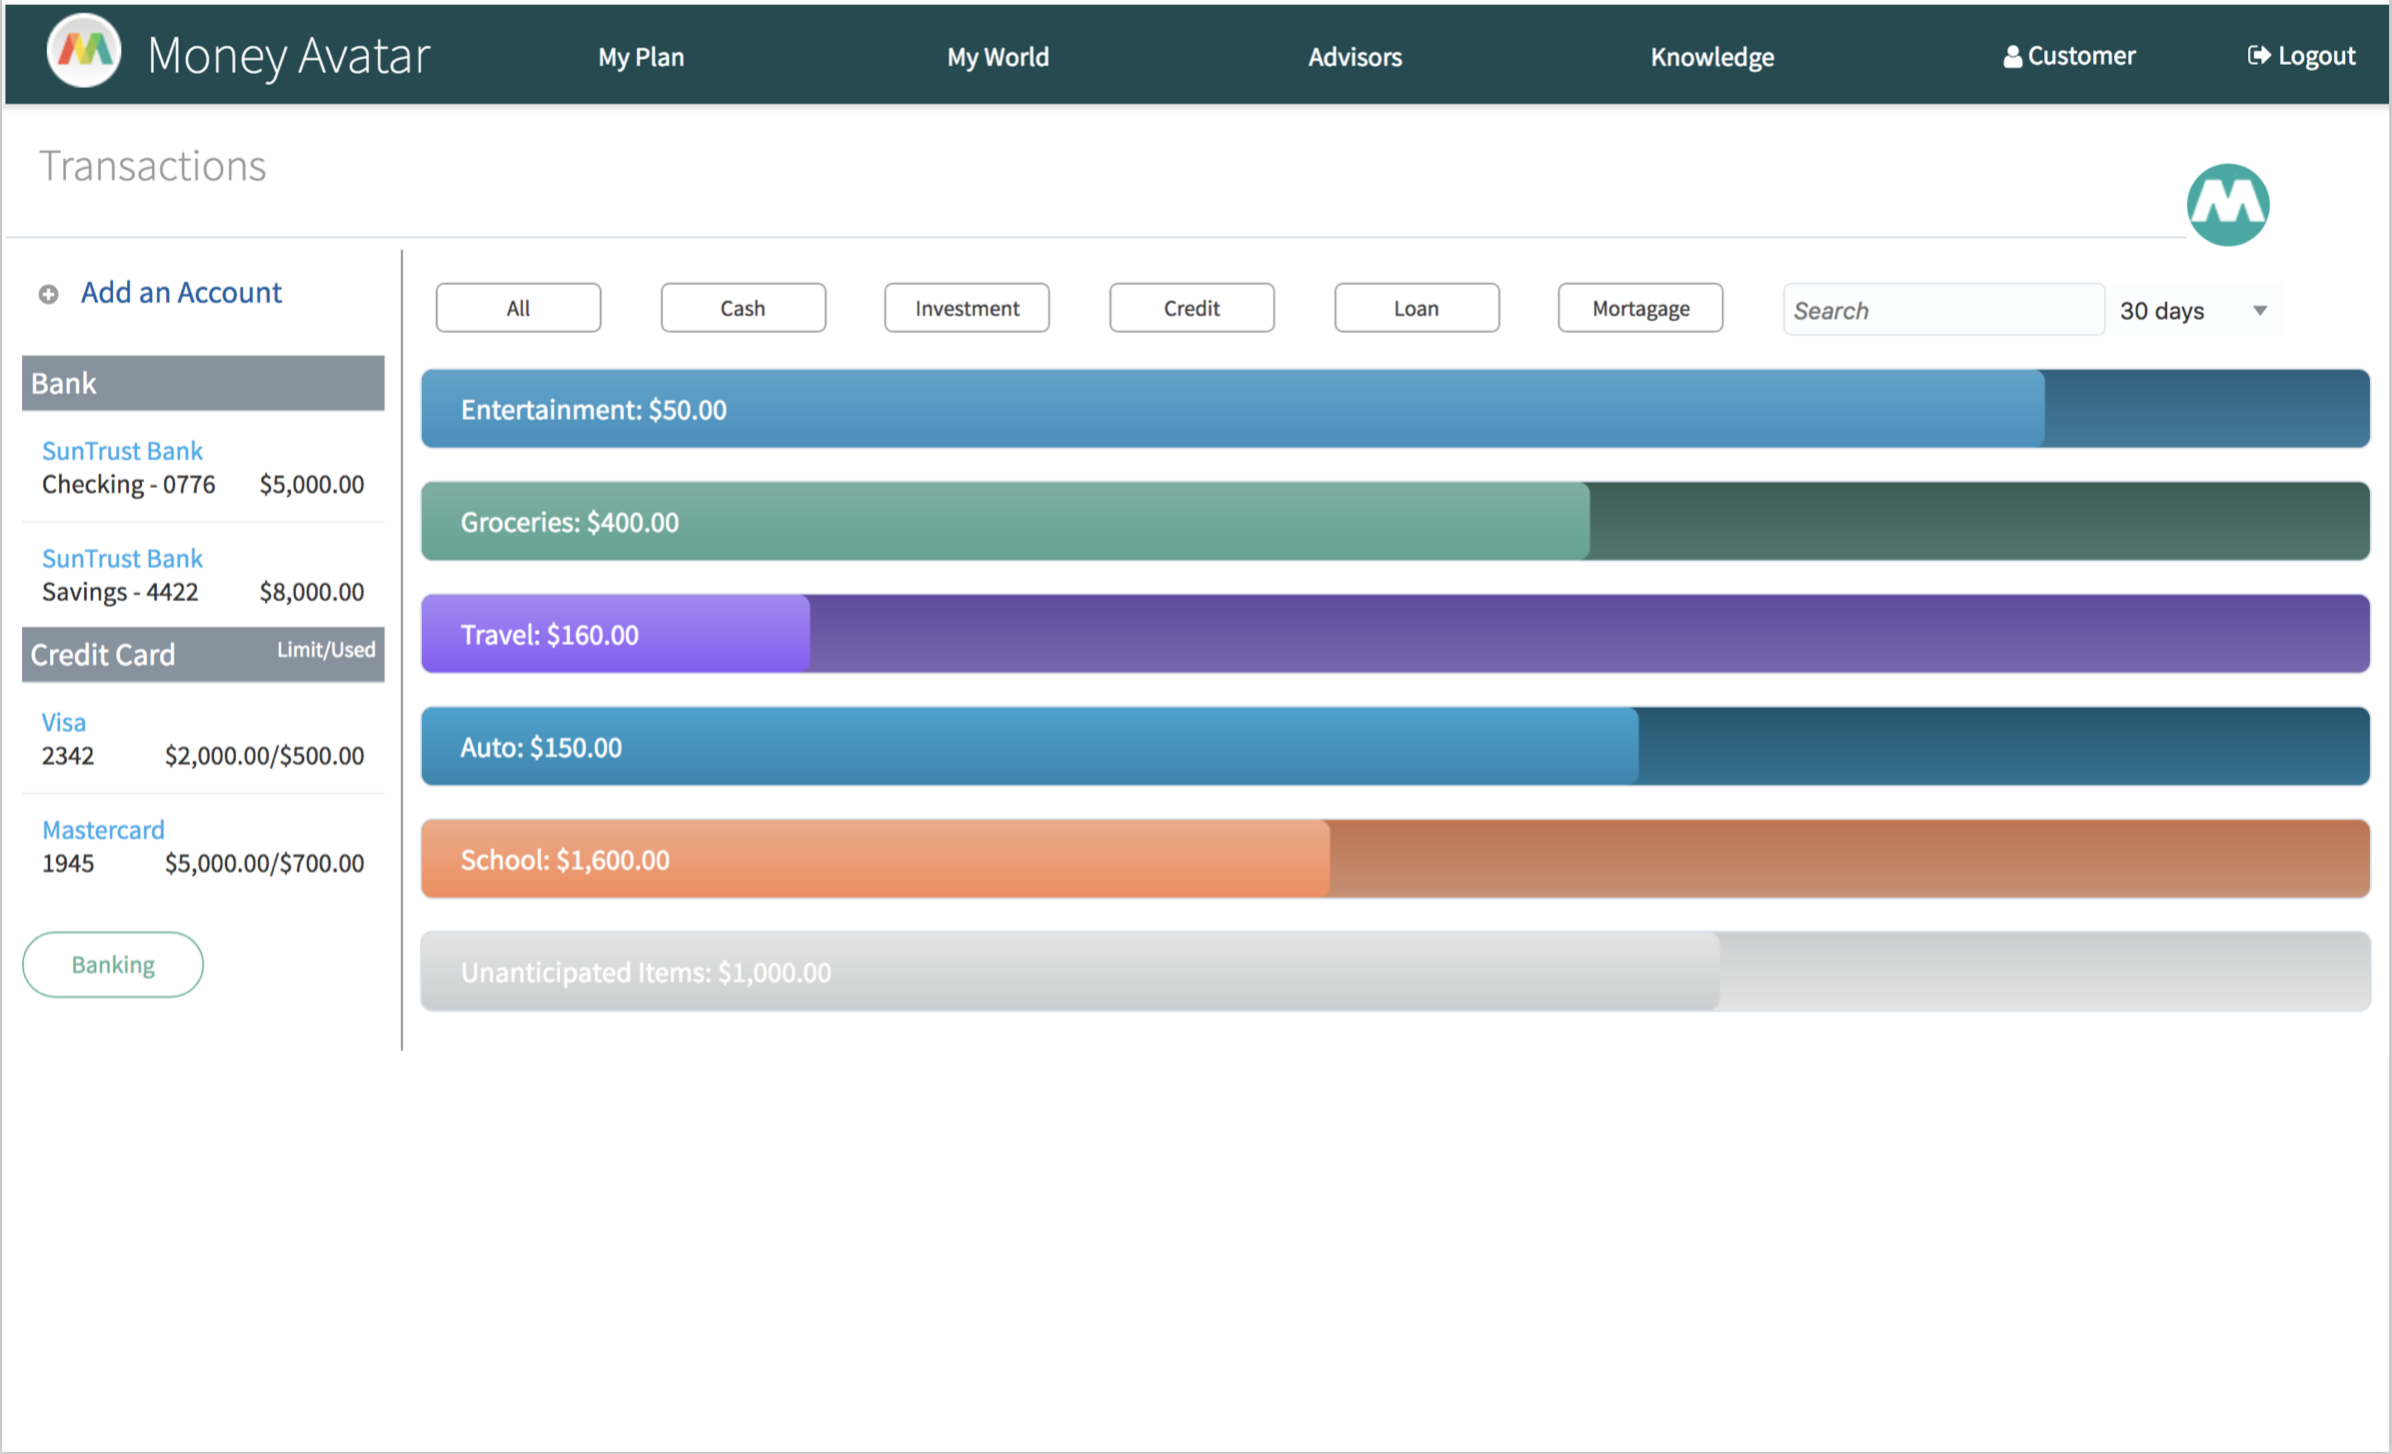 Money Avatar My Plan My World Advisors Knowledge Customer Logout
Transactions
Add an Account
All Cash Investment Credit Loan Mortagage Search 30 days
Bank
SunTrust Bank
Checking - 0776 $5,000.00
SunTrust Bank
Savings - 4422 $8,000.00
Credit Card Limit/Used
Visa
2342 $2,000.00/$500.00
Mastercard
1945 $5,000.00/$700.00
Banking
Entertainment: $50.00
Groceries: $400.00
Travel: $160.00
Auto: $150.00
School: $1,600.00
Unanticipated Items: $1,000.00